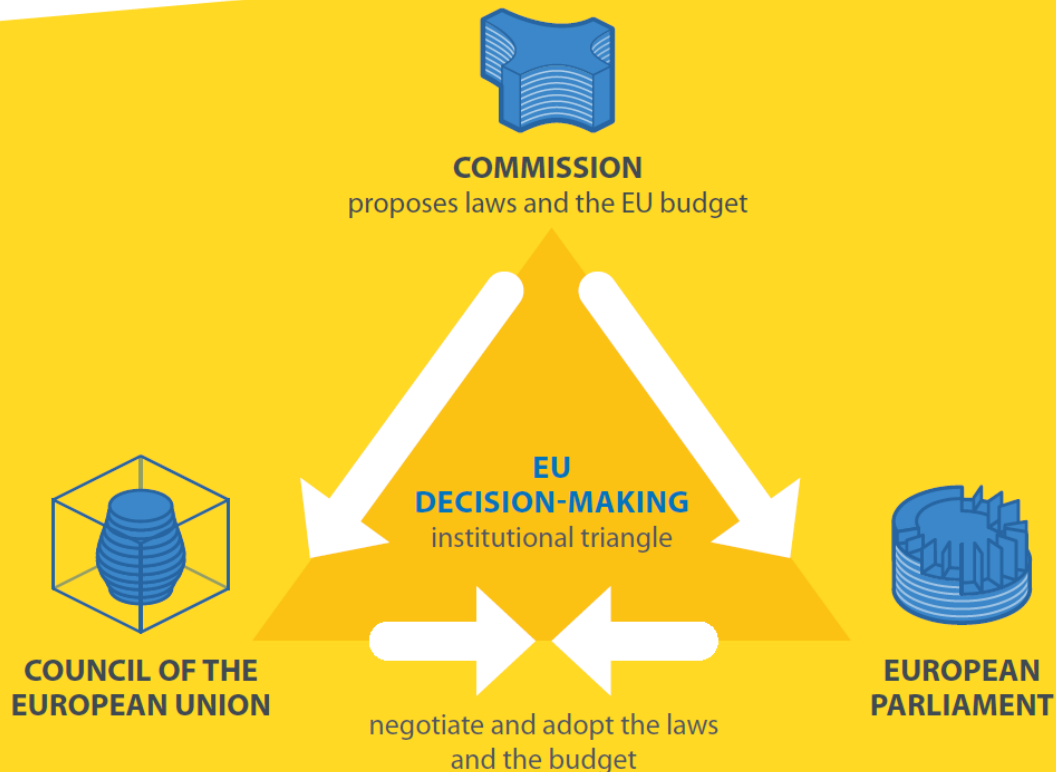 COMMISSION
proposes laws and the EU budget
EU
DECISION-MAKING
institutional triangle
COUNCIL OF THE
EUROPEAN UNION
EUROPEAN
PARLIAMENT
negotiate and adopt the laws
and the budget